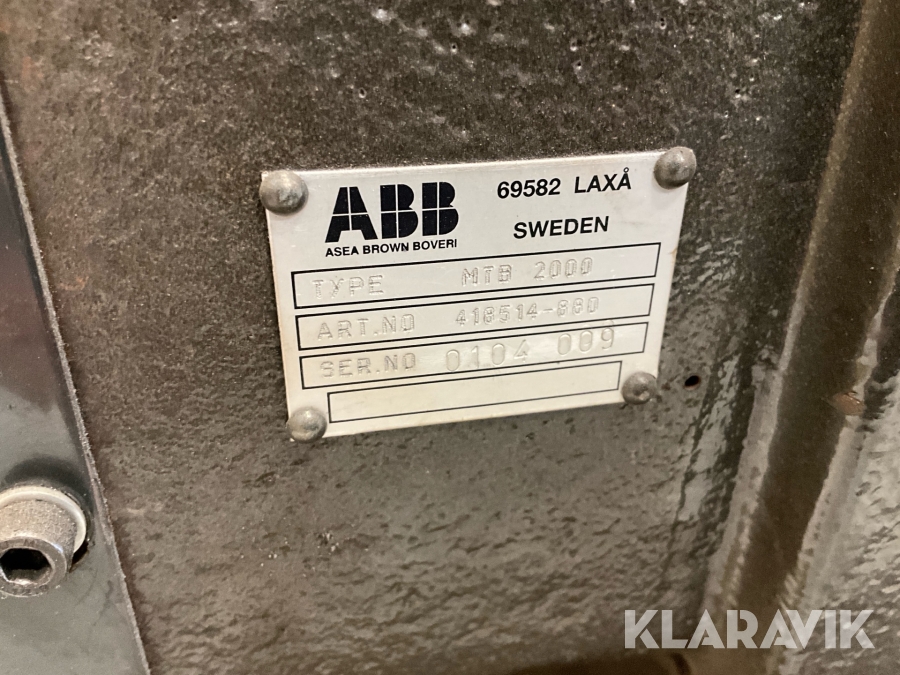 ABB
ASEA BROWN BOVERI
69582 LAXÅ
SWEDEN
TYPE MTB 2000
ART.NO 418514-880
SER.NO 0104 009
KLARAVIK